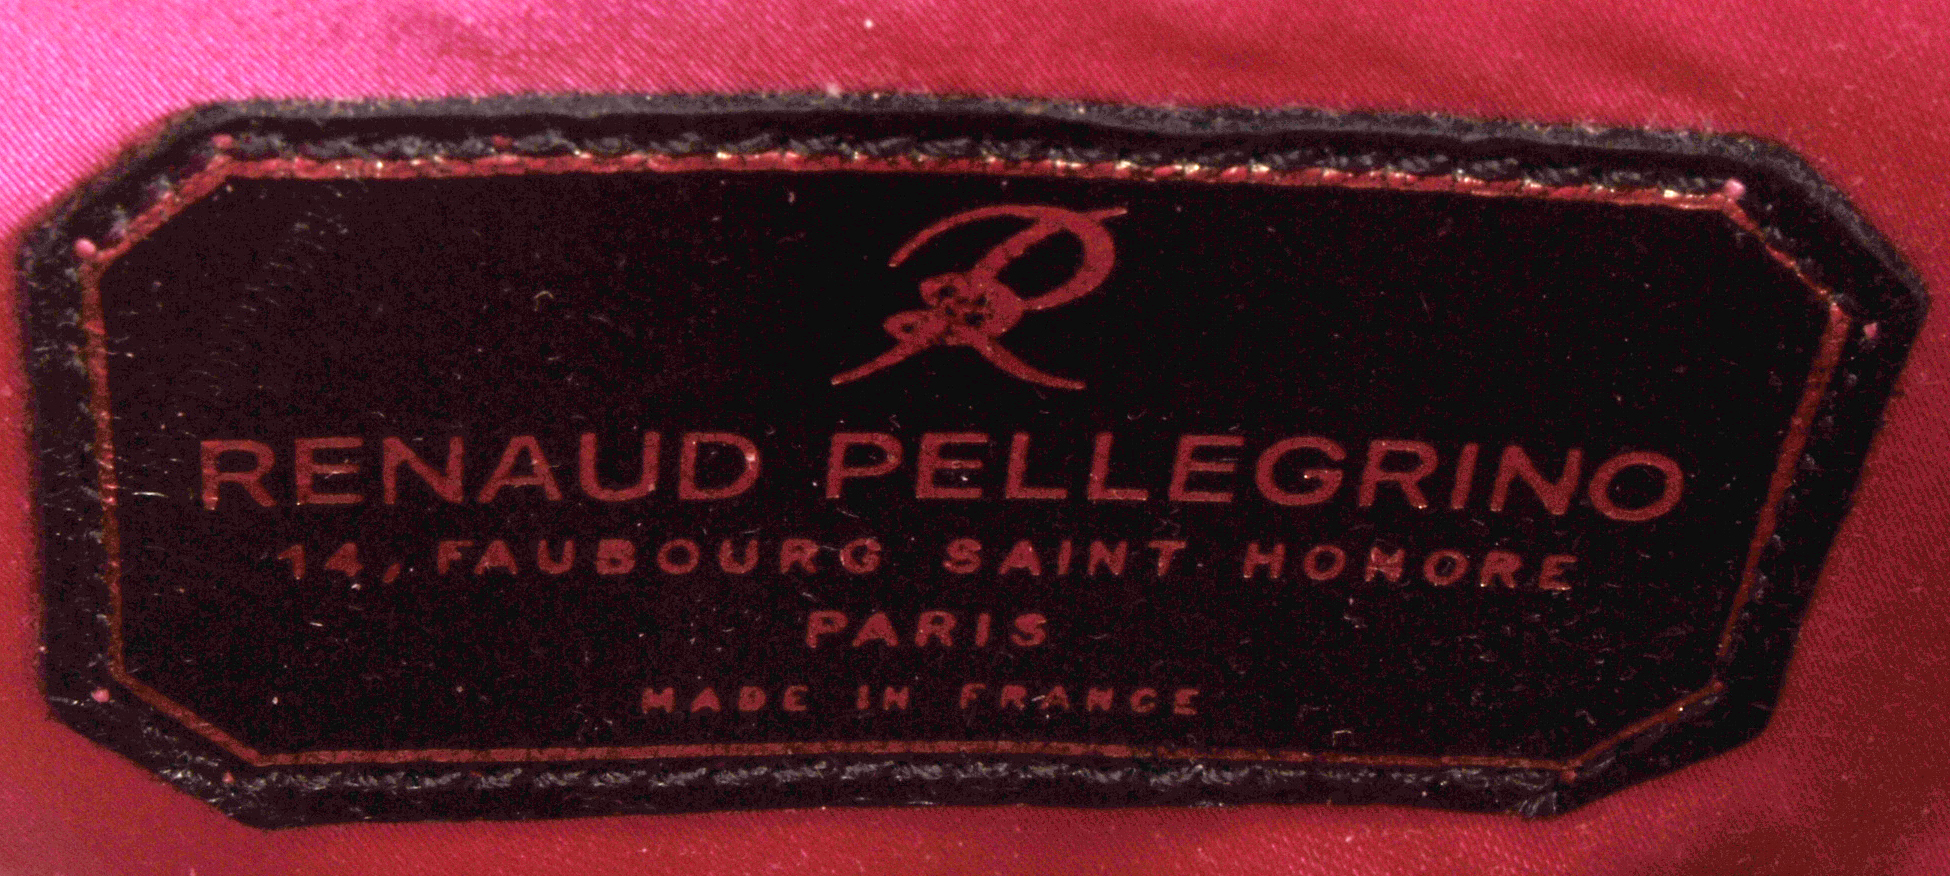 R
RENAUD PELLEGRINO
14, FAUBOURG SAINT HONORE
PARIS
MADE IN FRANCE